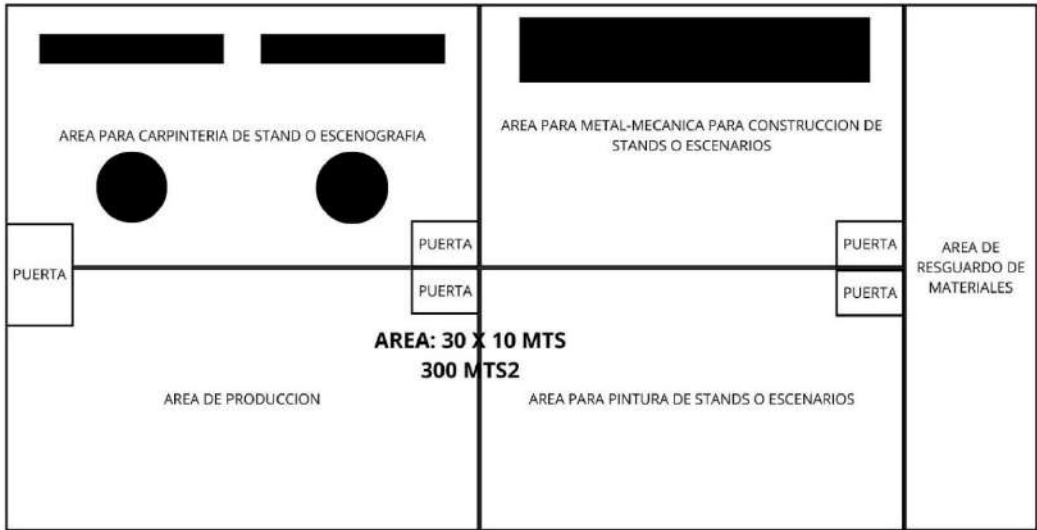 AREA PARA CARPINTERIA DE STAND O ESCENOGRAFIA
AREA PARA METAL-MECANICA PARA CONSTRUCCION DE
STANDS O ESCENARIOS
PUERTA
PUERTA
PUERTA
PUERTA
PUERTA
AREA DE
RESGUARDO DE
MATERIALES
AREA: 30 X 10 MTS
300 MTS2
AREA DE PRODUCCION
AREA PARA PINTURA DE STANDS O ESCENARIOS